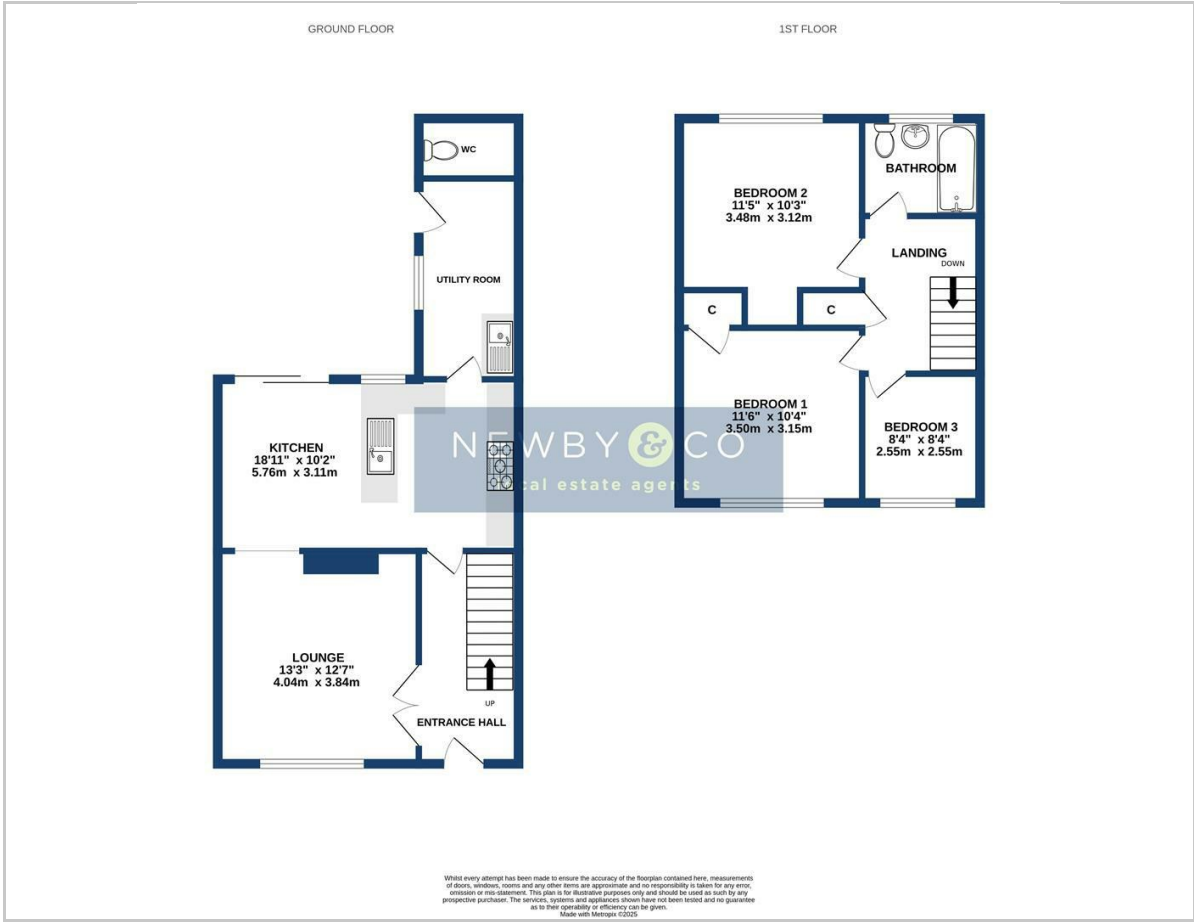 GROUND FLOOR
WC
UTILITY ROOM
KITCHEN
18'11" x 10'2"
5.76m x 3.11m
LOUNGE
13'3" x 12'7"
4.04m x 3.84m
UP
ENTRANCE HALL
1ST FLOOR
BEDROOM 2
11'5" x 10'3"
3.48m x 3.12m
BATHROOM
LANDING
DOWN
C
C
BEDROOM 1
11'6" x 10'4"
3.50m x 3.15m
BEDROOM 3
8'4" x 8'4"
2.55m x 2.55m
NEWBY & CO
local estate agents
Whilst every attempt has been made to ensure the accuracy of the floorplan contained here, measurements
of doors, windows, rooms and any other items are approximate and no responsibility is taken for any error,
omission or mis-statement. This plan is for illustrative purposes only and should be used as such by any
prospective purchaser. The services, systems and appliances shown have not been tested and no guarantee
as to their operability or efficiency can be given.
Made with Metropix ©2025